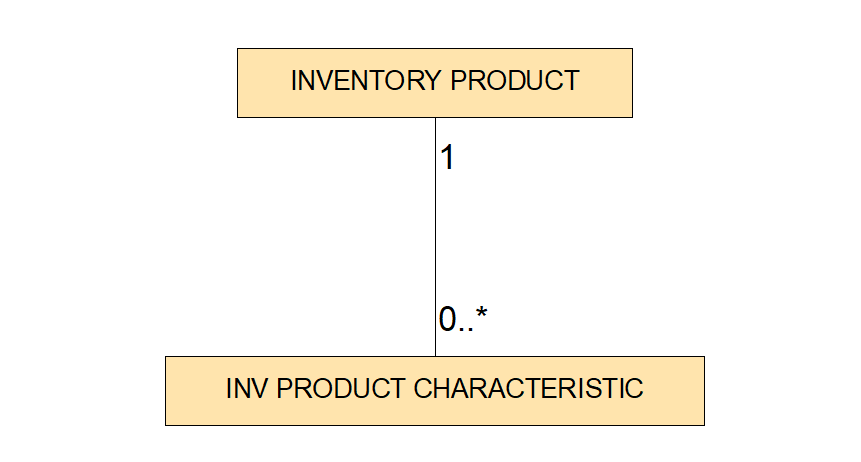 INVENTORY PRODUCT
1
0..*
INV PRODUCT CHARACTERISTIC